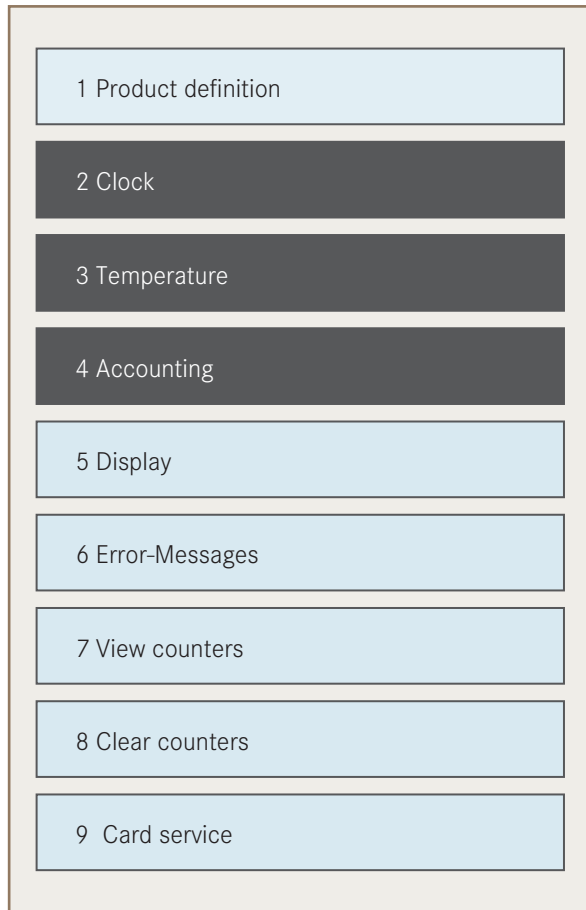 1 Product definition
2 Clock
3 Temperature
4 Accounting
5 Display
6 Error-Messages
7 View counters
8 Clear counters
9 Card service